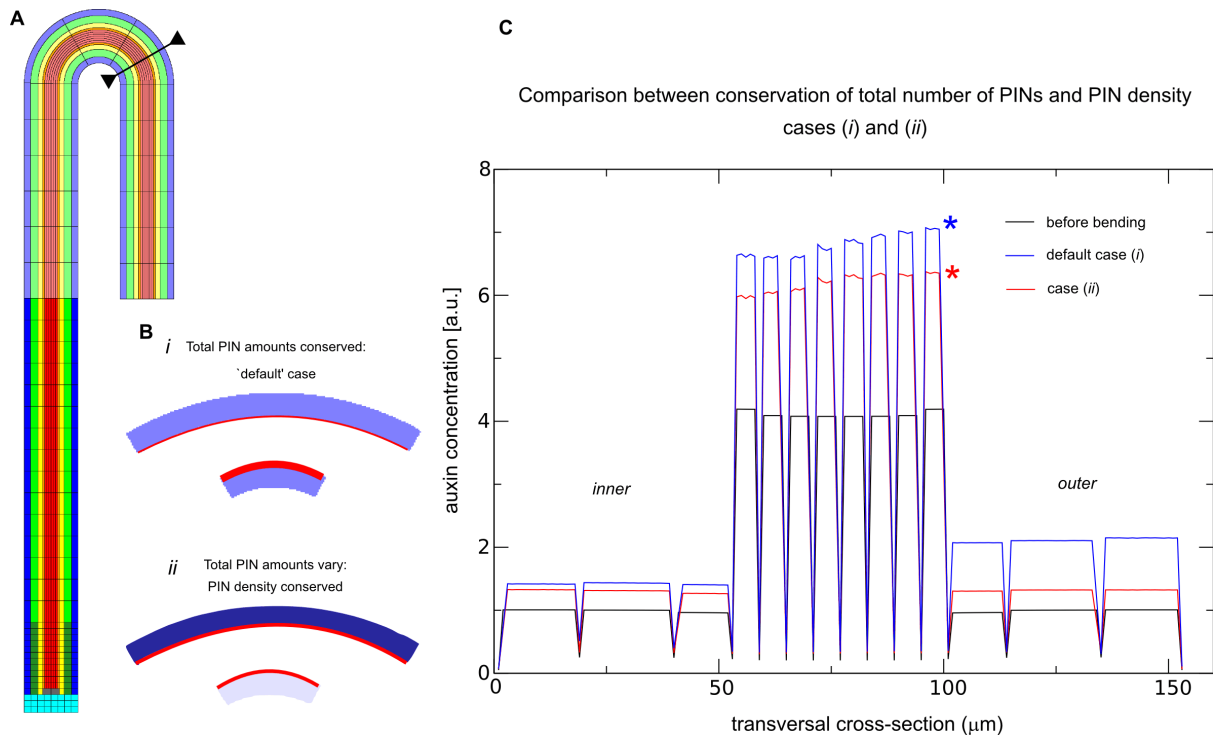 A
B
i Total PIN amounts conserved:
`default' case
ii Total PIN amounts vary:
PIN density conserved
C
Comparison between conservation of total number of PINs and PIN density
cases (i) and (ii)
8
6
4
2
0
auxin concentration [a.u.]
*
*
before bending
default case (i)
case (ii)
inner
outer
0 50 100 150
transversal cross-section (μm)